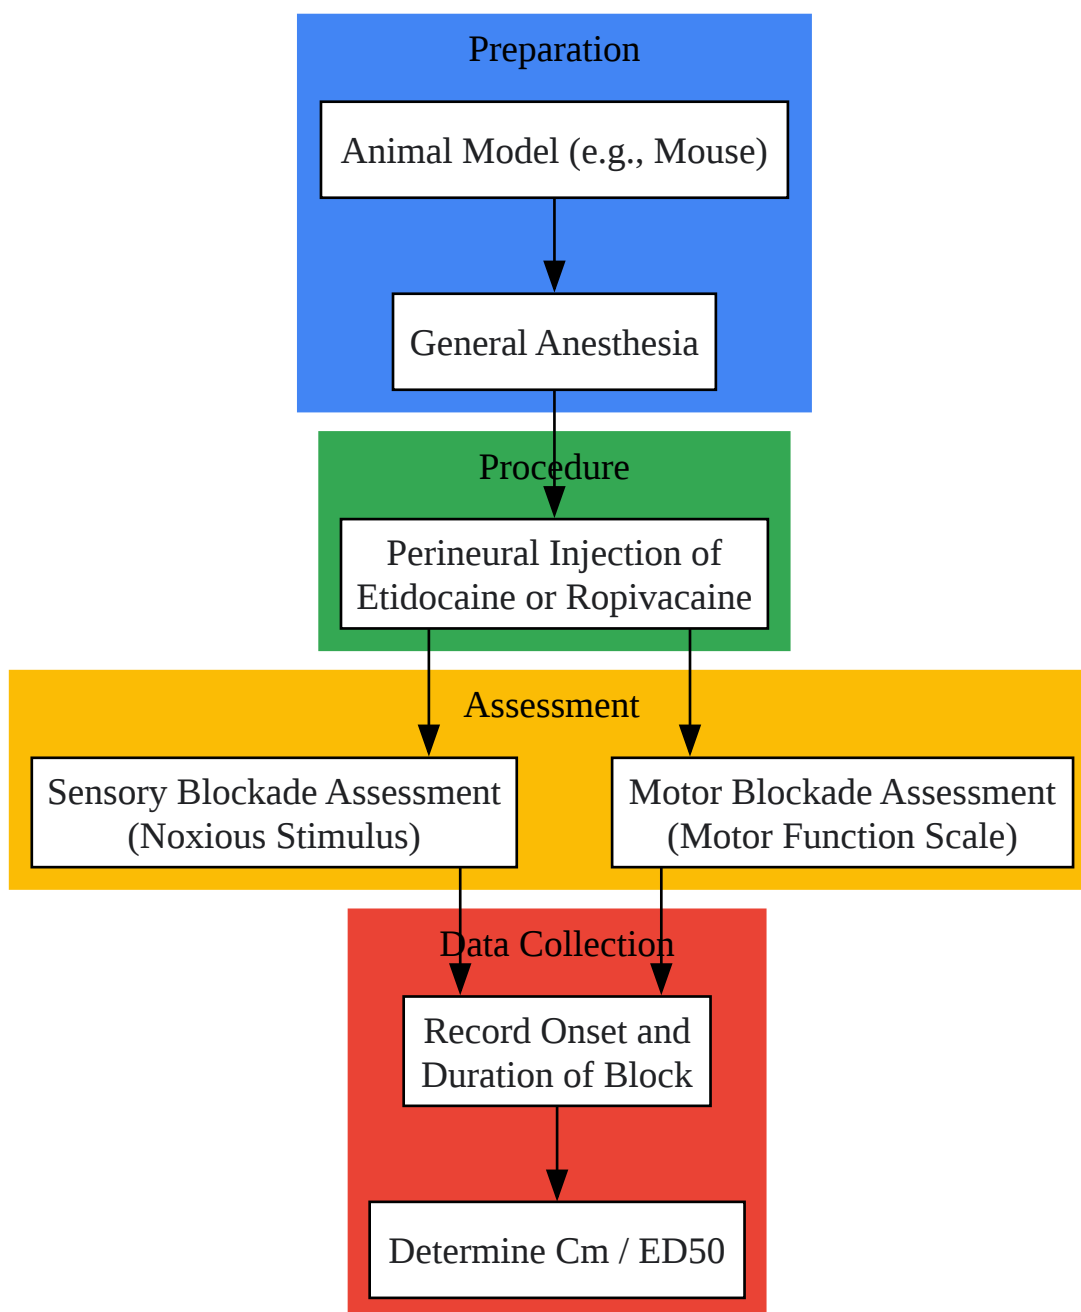 Preparation
Animal Model (e.g., Mouse)
General Anesthesia
Procedure
Perineural Injection of
Etidocaine or Ropivacaine
Assessment
Sensory Blockade Assessment
(Noxious Stimulus)
Motor Blockade Assessment
(Motor Function Scale)
Data Collection
Record Onset and
Duration of Block
Determine Cm / ED50